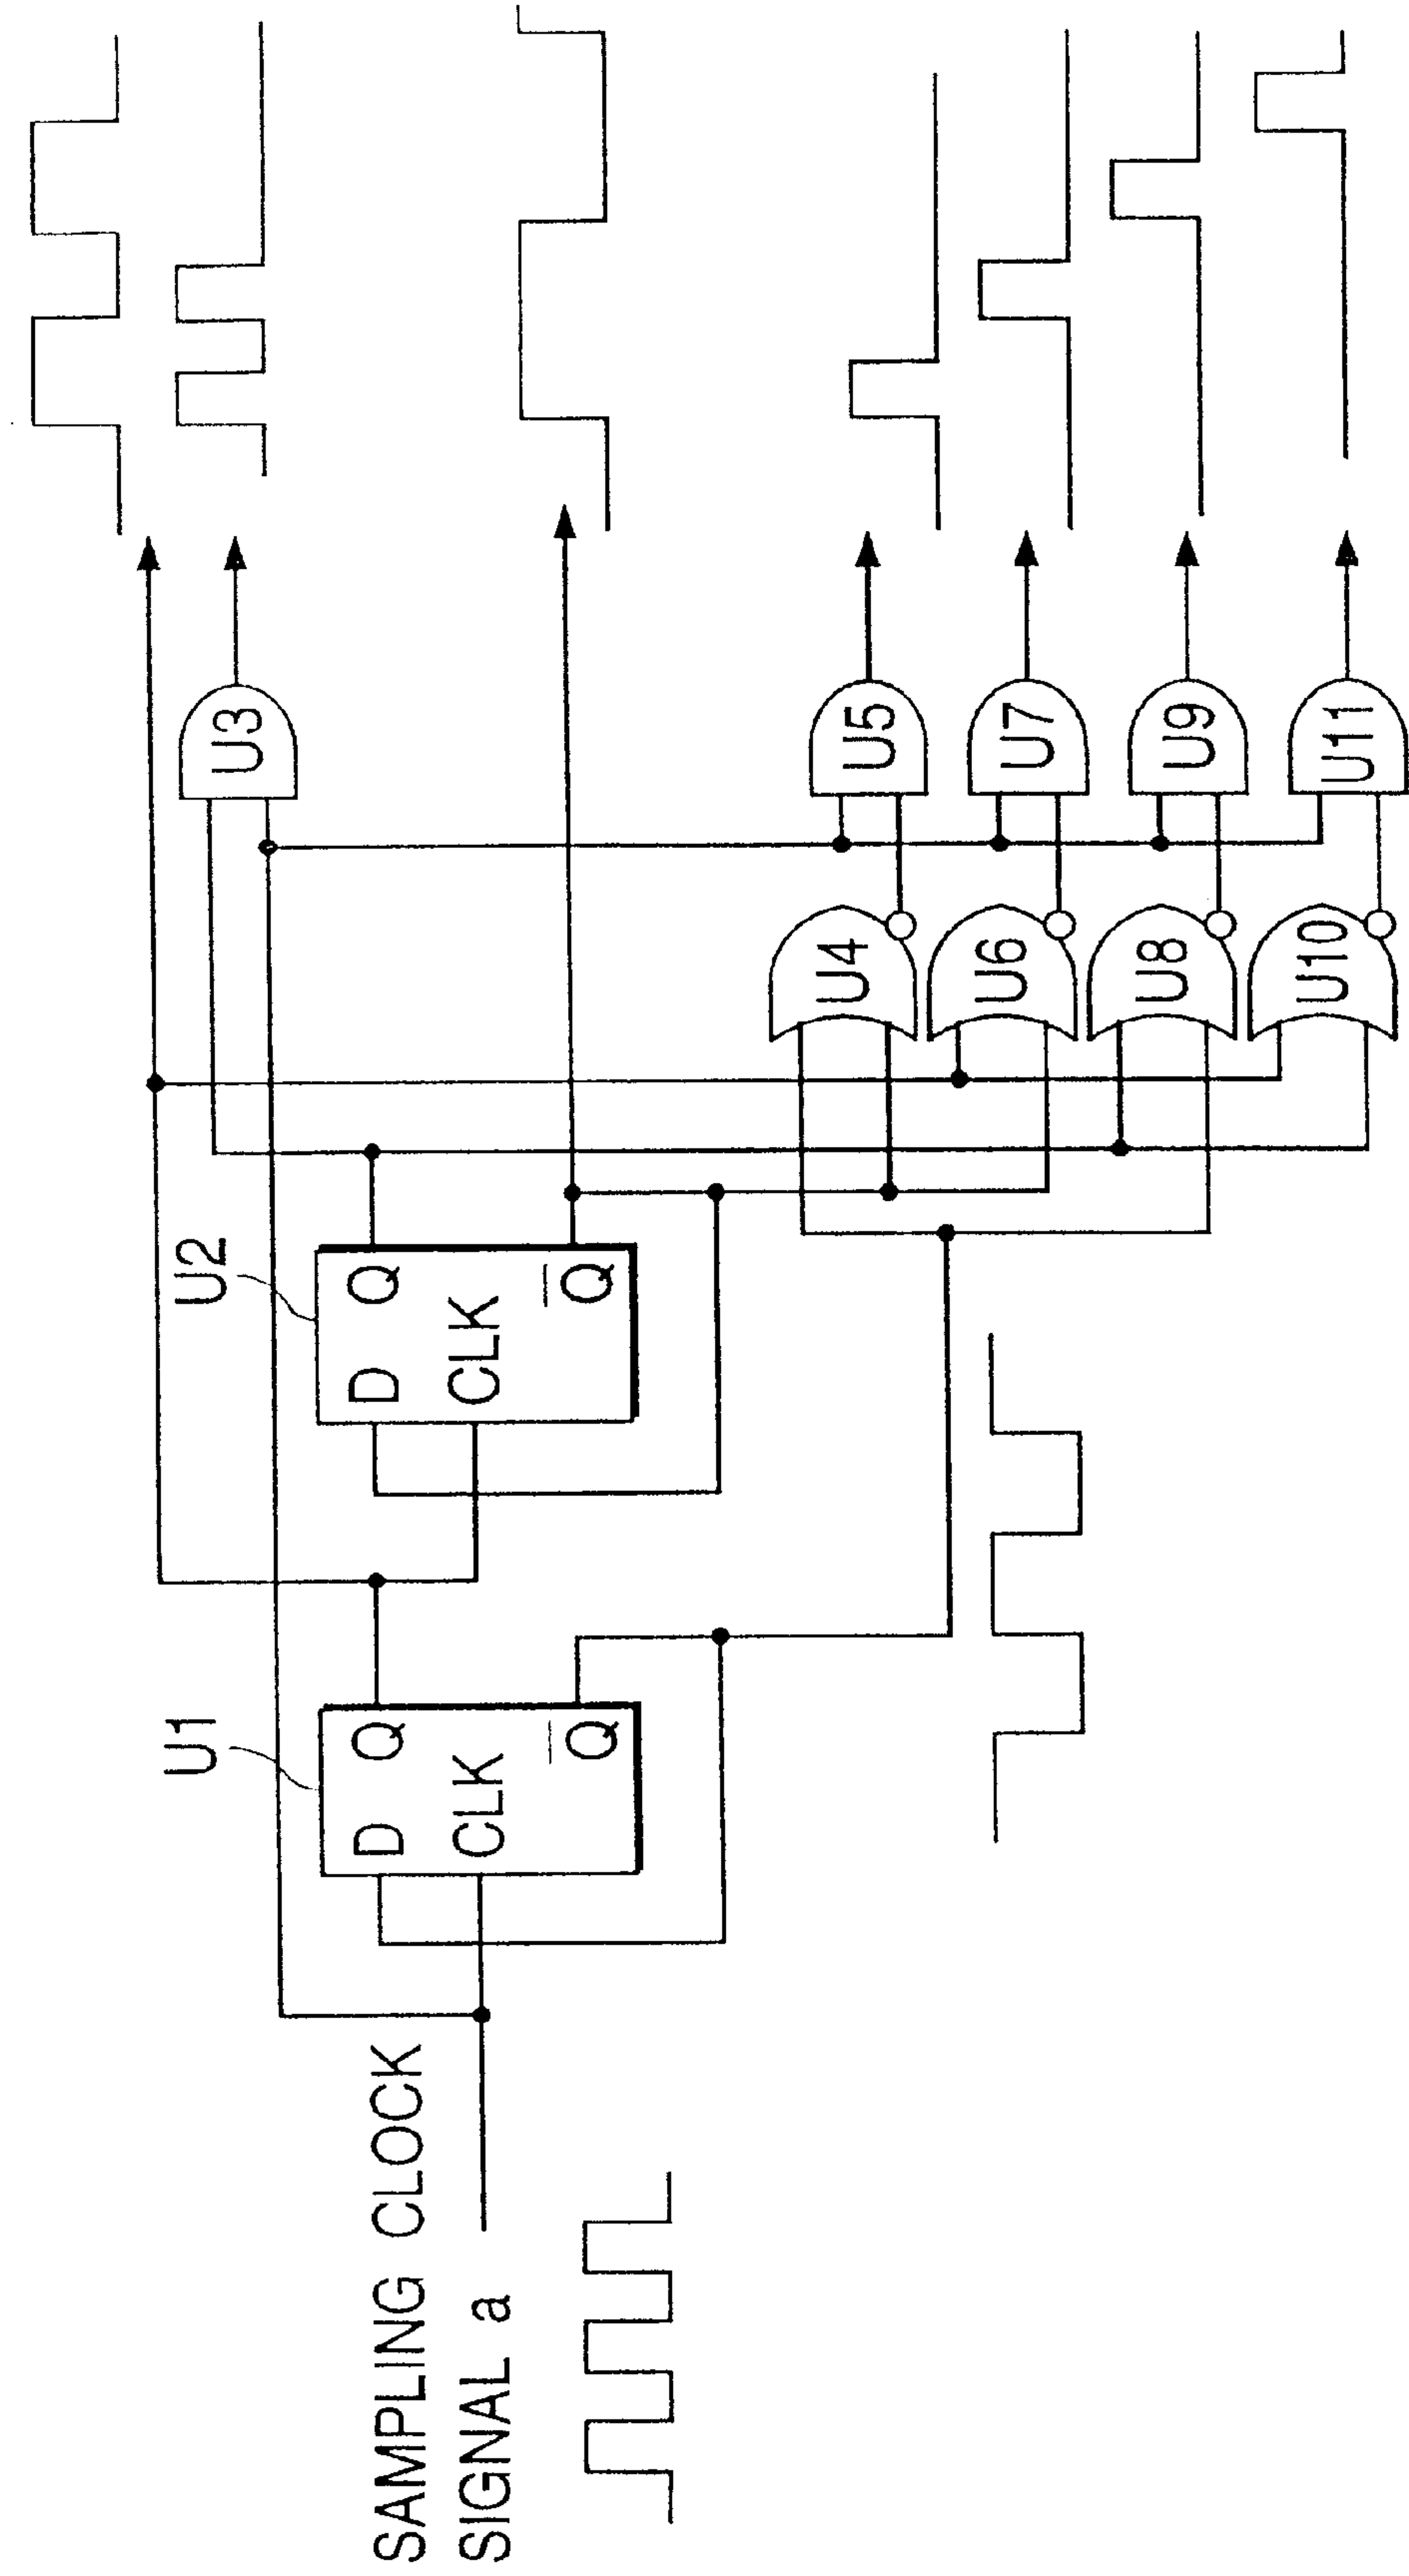 SAMPLING CLOCK
SIGNAL a
U1
D Q
CLK
Q
U2
D Q
CLK
Q
U3
U4
U5
U6
U7
U8
U9
U10
U11